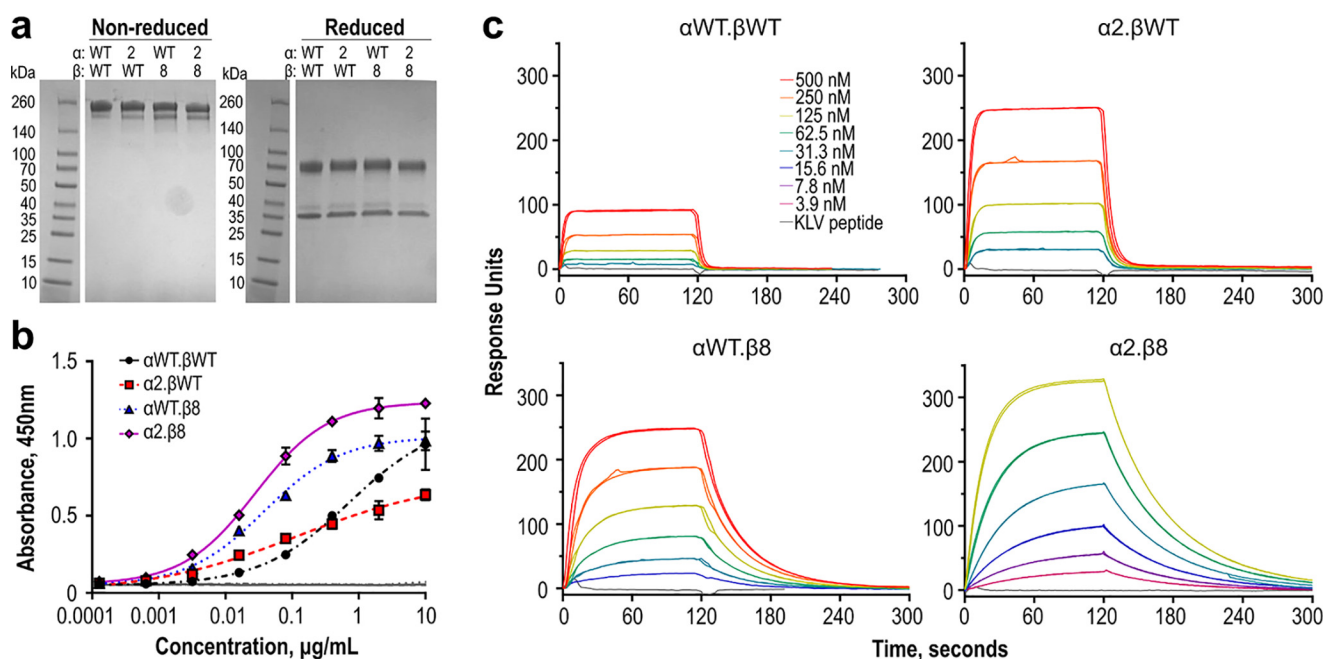 a
Non-reduced Reduced
α: WT 2 WT 2 α: WT 2 WT 2
kDa β: WT WT 8 8 kDa β: WT WT 8 8
260 260
140 140
100 100
70 70
50 50
40 40
35 35
25 25
15 15
10 10
b
αWT.βWT
α2.βWT
αWT.β8
α2.β8
Absorbance, 450nm
1.5
1.0
0.5
0.0
0.0001 0.001 0.01 0.1 1 10
Concentration, µg/mL
c
αWT.βWT α2.βWT
300 300
200 200
100 100
0 0
0 60 120 180 240 300 0 60 120 180 240 300
500 nM
250 nM
125 nM
62.5 nM
31.3 nM
15.6 nM
7.8 nM
3.9 nM
KLV peptide
αWT.β8 α2.β8
300 300
200 200
100 100
0 0
0 60 120 180 240 300 0 60 120 180 240 300
Response Units
Time, seconds